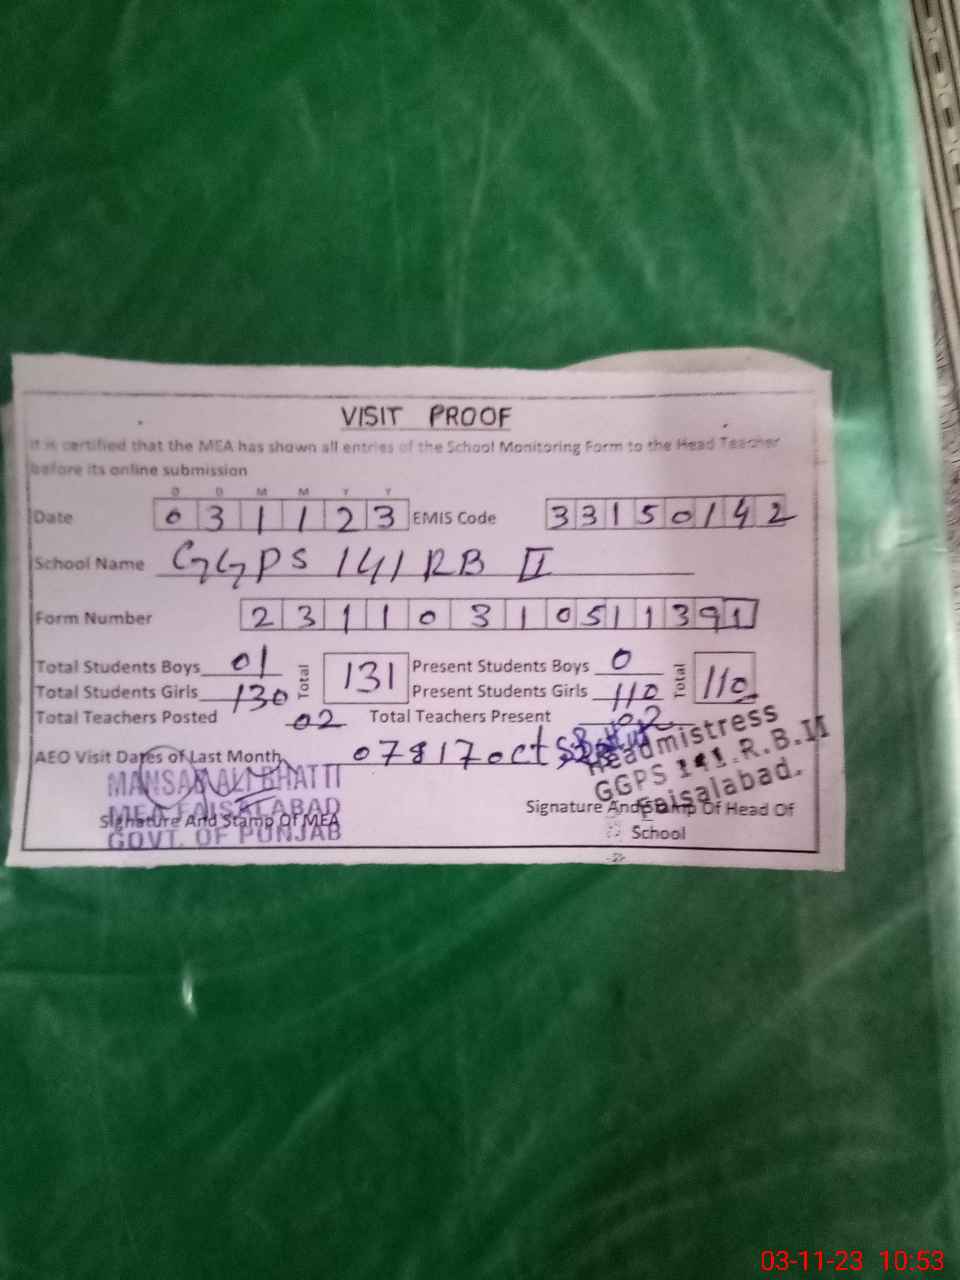 VISIT PROOF
It is certified that the MEA has shown all entries of the School Monitoring Form to the Head Teacher
before its online submission
D D M M Y Y
Date 0 3 1 1 2 3 EMIS Code 3 3 1 5 0 1 4 2
School Name GGPS 141 RB II
Form Number 2 3 1 1 0 3 1 0 5 1 1 3 9 1
Total Students Boys 01 Total 131 Present Students Boys 0 Total 110
Total Students Girls 130 Present Students Girls 110
Total Teachers Posted 02 Total Teachers Present 02
AEO Visit Dates of Last Month 07817oct
MANSAB ALI BHATTI
MEA FAISALABAD
GOVT. OF PUNJAB
Signature And Stamp Of MEA
Headmistress
GGPS 141.R.B.II
Faisalabad.
Signature And Stamp Of Head Of
School
03-11-23 10:53